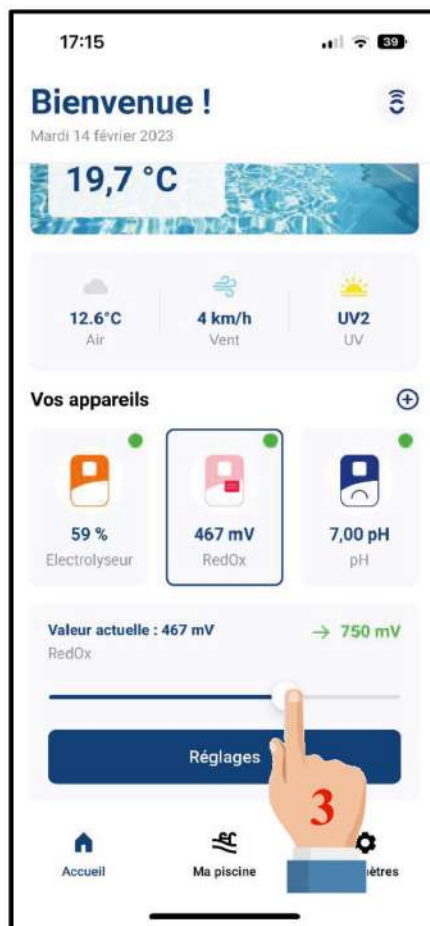 17:15
39
Bienvenue !
Mardi 14 février 2023
19,7 °C
12.6°C
4 km/h
UV2
Air
Vent
UV
Vos appareils
59 %
467 mV
7,00 pH
Electrolyseur
RedOx
pH
Valeur actuelle : 467 mV
→ 750 mV
RedOx
Réglages
3
Accueil
Ma piscine
ètres